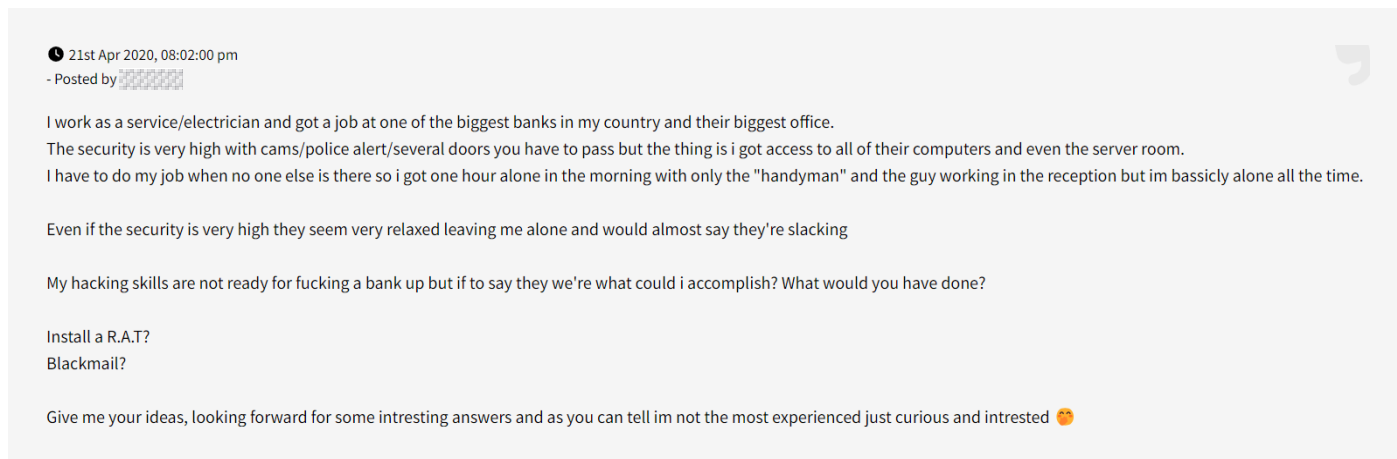 21st Apr 2020, 08:02:00 pm
- Posted by
I work as a service/electrician and got a job at one of the biggest banks in my country and their biggest office.
The security is very high with cams/police alert/several doors you have to pass but the thing is i got access to all of their computers and even the server room.
I have to do my job when no one else is there so i got one hour alone in the morning with only the "handyman" and the guy working in the reception but im bassicly alone all the time.
Even if the security is very high they seem very relaxed leaving me alone and would almost say they're slacking
My hacking skills are not ready for fucking a bank up but if to say they we're what could i accomplish? What would you have done?
Install a R.A.T?
Blackmail?
Give me your ideas, looking forward for some intresting answers and as you can tell im not the most experienced just curious and intrested 🤭